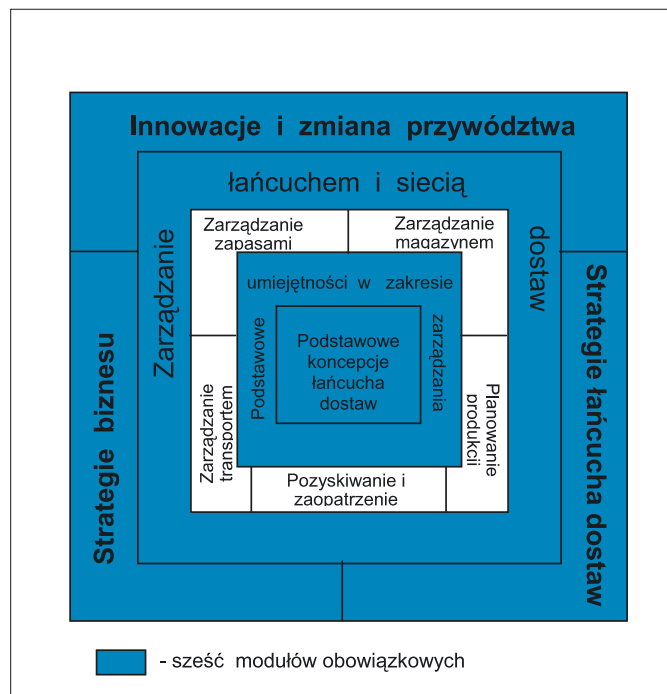 Innowacje i zmiana przywództwa
łańcuchem i siecią
Zarządzanie
dostaw
Zarządzanie
zapasami
Zarządzanie
magazynem
umiejętności w zakresie
Podstawowe
zarządzania
Podstawowe
koncepcje
łańcucha
dostaw
Strategie biznesu
Strategie łańcucha dostaw
Zarządzanie
transportem
Planowanie
produkcji
Pozyskiwanie i
zaopatrzenie
- sześć modułów obowiązkowych